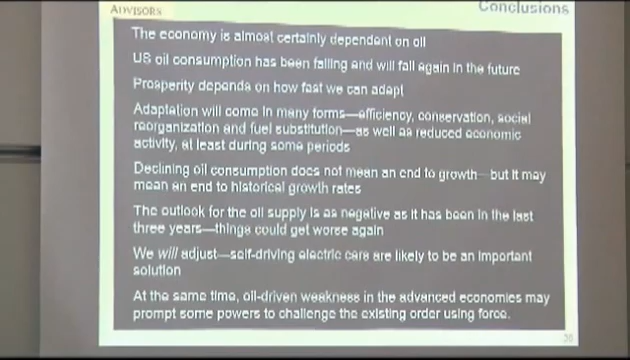 ADVISORS
Conclusions
The economy is almost certainly dependent on oil
US oil consumption has been falling and will fall again in the future
Prosperity depends on how fast we can adapt
Adaptation will come in many forms—efficiency, conservation, social
reorganization and fuel substitution—as well as reduced economic
activity, at least during some periods
Declining oil consumption does not mean an end to growth—but it may
mean an end to historical growth rates
The outlook for the oil supply is as negative as it has been in the last
three years—things could get worse again
We will adjust—self-driving electric cars are likely to be an important
solution
At the same time, oil-driven weakness in the advanced economies may
prompt some powers to challenge the existing order using force.